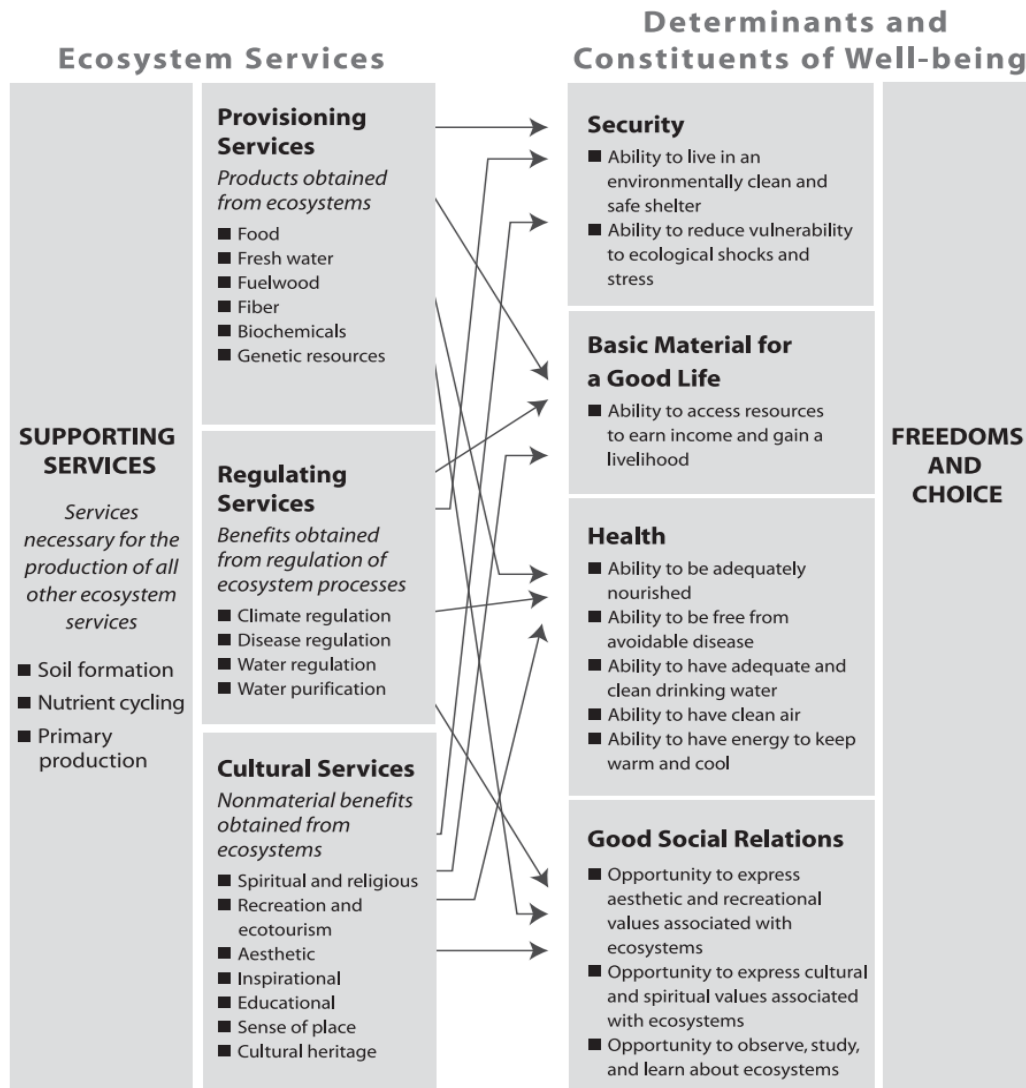 Ecosystem Services
Determinants and
Constituents of Well-being
SUPPORTING
SERVICES
Services
necessary for the
production of all
other ecosystem
services
■ Soil formation
■ Nutrient cycling
■ Primary
production
Provisioning
Services
Products obtained
from ecosystems
■ Food
■ Fresh water
■ Fuelwood
■ Fiber
■ Biochemicals
■ Genetic resources
Regulating
Services
Benefits obtained
from regulation of
ecosystem processes
■ Climate regulation
■ Disease regulation
■ Water regulation
■ Water purification
Cultural Services
Nonmaterial benefits
obtained from
ecosystems
■ Spiritual and religious
■ Recreation and
ecotourism
■ Aesthetic
■ Inspirational
■ Educational
■ Sense of place
■ Cultural heritage
Security
■ Ability to live in an
environmentally clean and
safe shelter
■ Ability to reduce vulnerability
to ecological shocks and
stress
Basic Material for
a Good Life
■ Ability to access resources
to earn income and gain a
livelihood
Health
■ Ability to be adequately
nourished
■ Ability to be free from
avoidable disease
■ Ability to have adequate and
clean drinking water
■ Ability to have clean air
■ Ability to have energy to keep
warm and cool
Good Social Relations
■ Opportunity to express
aesthetic and recreational
values associated with
ecosystems
■ Opportunity to express cultural
and spiritual values associated
with ecosystems
■ Opportunity to observe, study,
and learn about ecosystems
FREEDOMS
AND
CHOICE